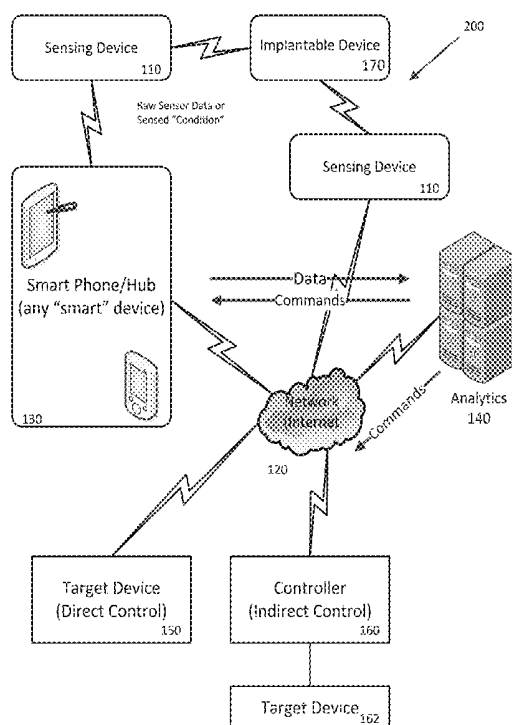 Sensing Device
110
Implantable Device
170
200
Raw Sensor Data or
Sensed "Condition"
Sensing Device
110
Smart Phone/Hub
(any "smart" device)
130
Data
Commands
Analytics
140
Commands
Network
(Internet
120
Target Device
(Direct Control)
150
Controller
(Indirect Control)
160
Target Device
162